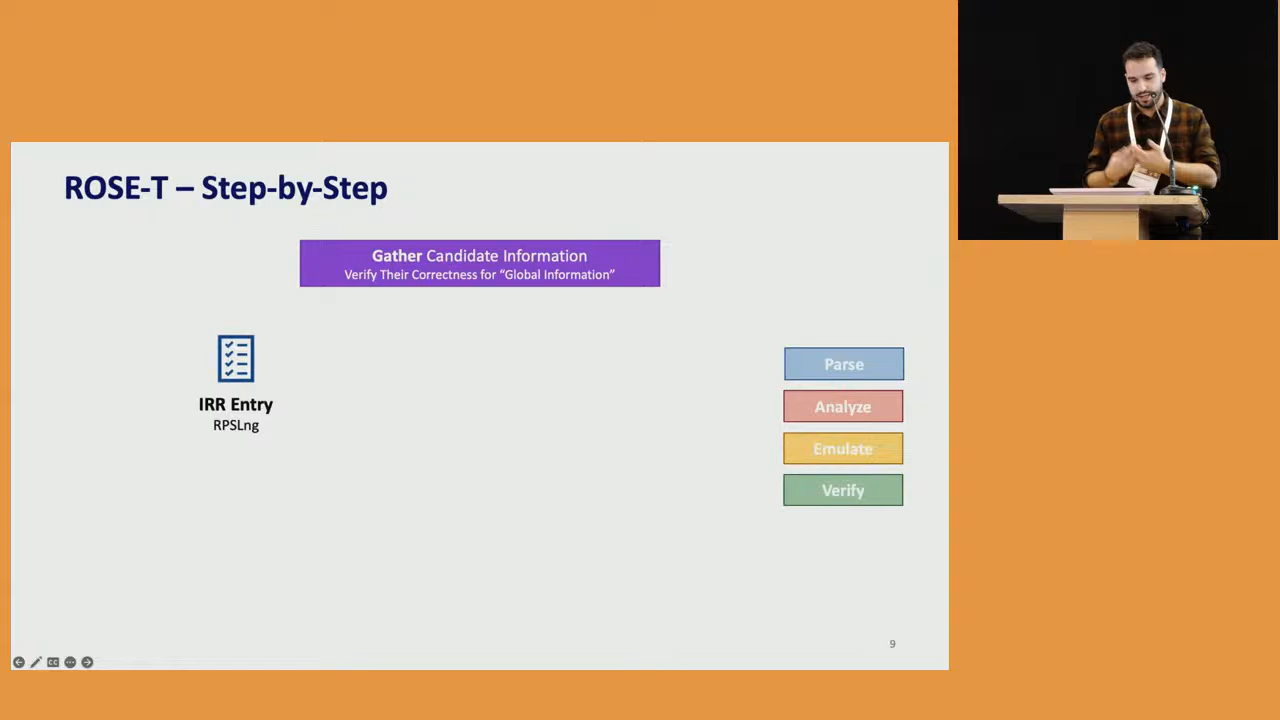 ROSE-T – Step-by-Step
Gather Candidate Information
Verify Their Correctness for “Global Information”
IRR Entry
RPSLng
Parse
Analyze
Emulate
Verify
9